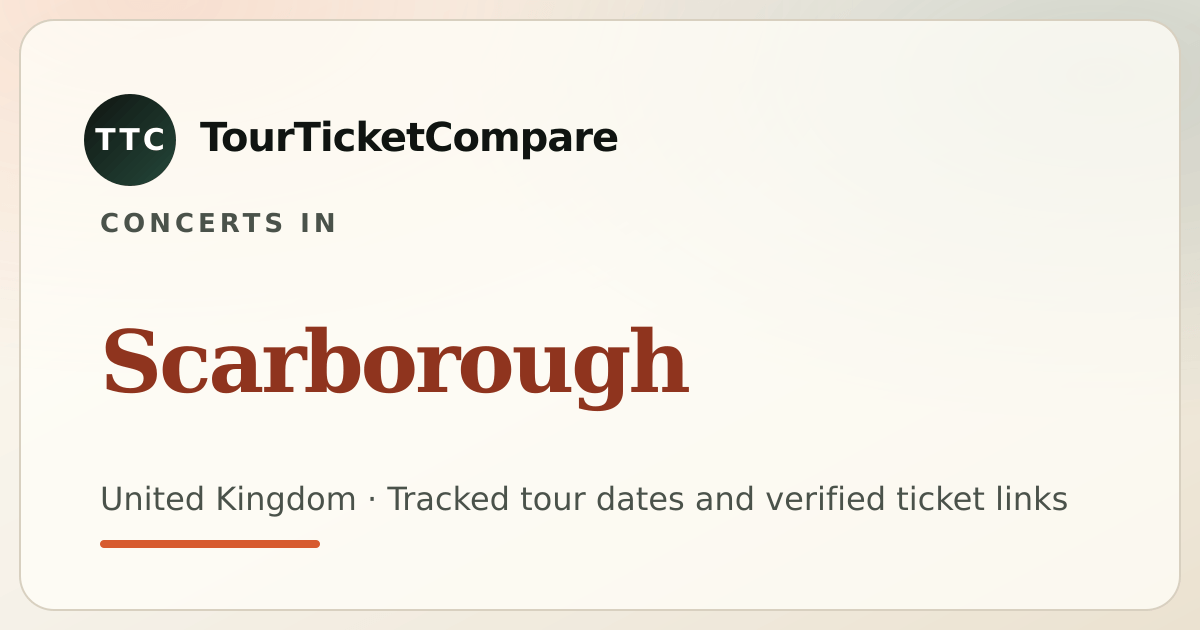 TTC TourTicketCompare
CONCERTS IN
Scarborough
United Kingdom · Tracked tour dates and verified ticket links